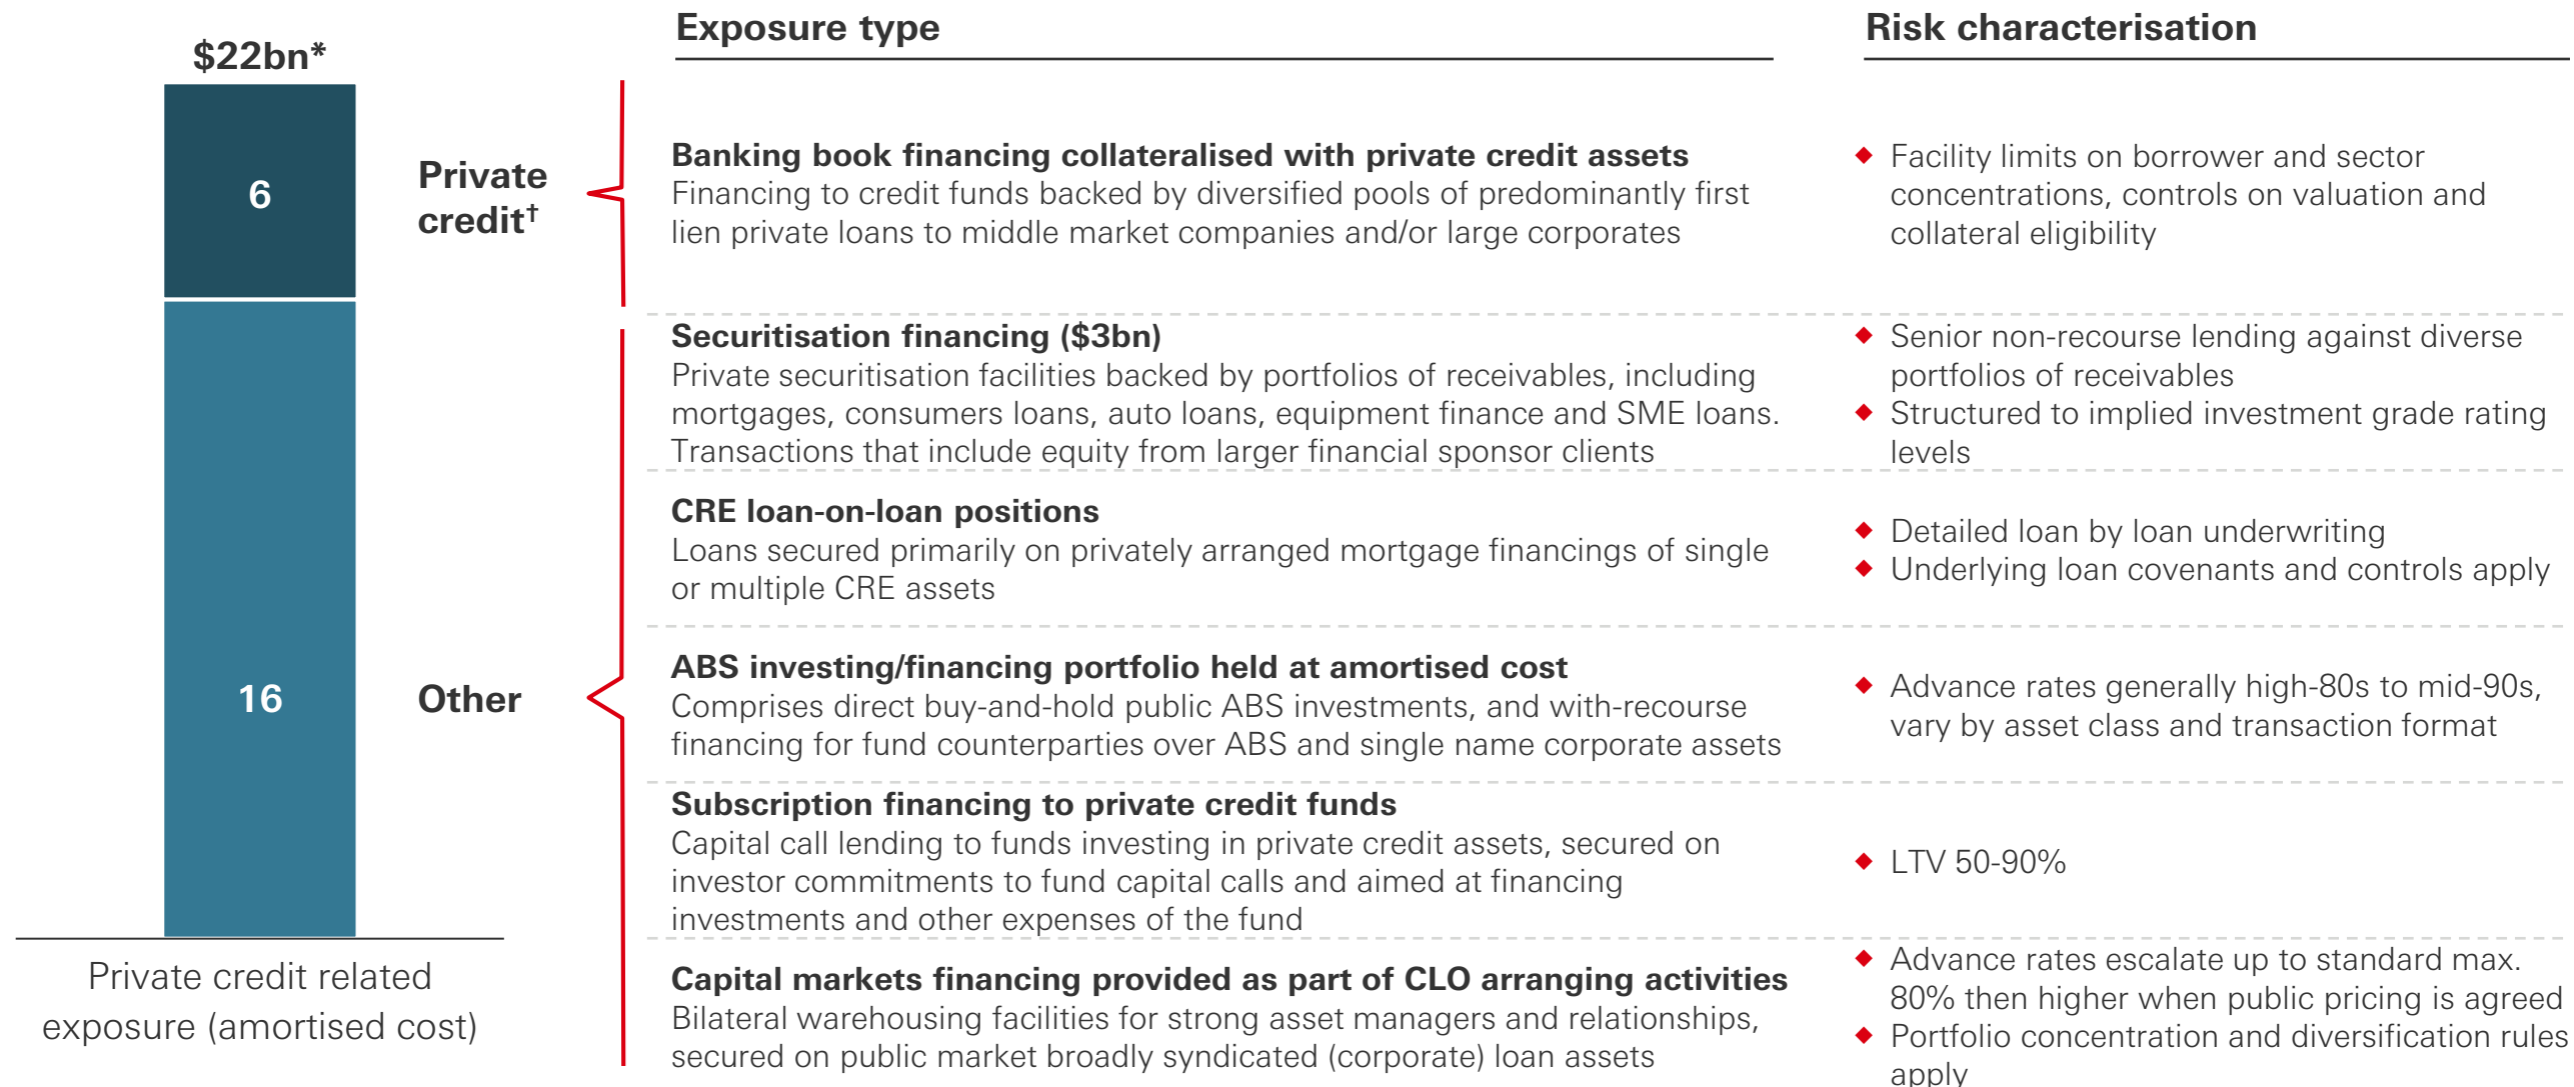 $22bn*
6
16
Private
credit†
Other
Private credit related
exposure (amortised cost)
Exposure type
Risk characterisation
Banking book financing collateralised with private credit assets
Financing to credit funds backed by diversified pools of predominantly first
lien private loans to middle market companies and/or large corporates
◆ Facility limits on borrower and sector
concentrations, controls on valuation and
collateral eligibility
Securitisation financing ($3bn)
Private securitisation facilities backed by portfolios of receivables, including
mortgages, consumers loans, auto loans, equipment finance and SME loans.
Transactions that include equity from larger financial sponsor clients
◆ Senior non-recourse lending against diverse
portfolios of receivables
◆ Structured to implied investment grade rating
levels
CRE loan-on-loan positions
Loans secured primarily on privately arranged mortgage financings of single
or multiple CRE assets
◆ Detailed loan by loan underwriting
◆ Underlying loan covenants and controls apply
ABS investing/financing portfolio held at amortised cost
Comprises direct buy-and-hold public ABS investments, and with-recourse
financing for fund counterparties over ABS and single name corporate assets
◆ Advance rates generally high-80s to mid-90s,
vary by asset class and transaction format
Subscription financing to private credit funds
Capital call lending to funds investing in private credit assets, secured on
investor commitments to fund capital calls and aimed at financing
investments and other expenses of the fund
◆ LTV 50-90%
Capital markets financing provided as part of CLO arranging activities
Bilateral warehousing facilities for strong asset managers and relationships,
secured on public market broadly syndicated (corporate) loan assets
◆ Advance rates escalate up to standard max.
80% then higher when public pricing is agreed
◆ Portfolio concentration and diversification rules
apply